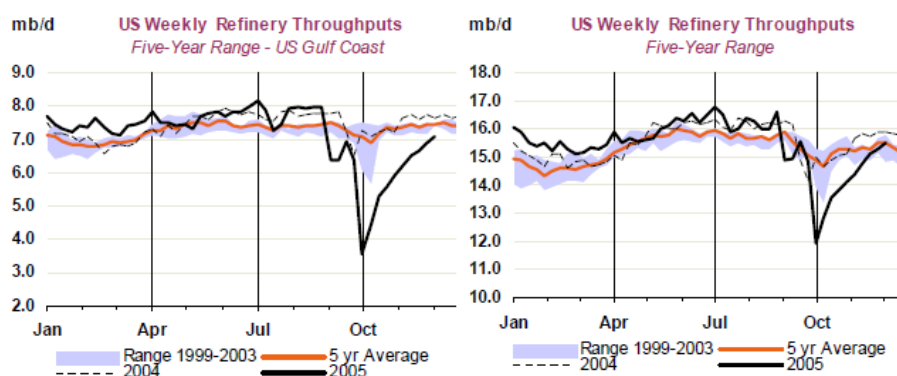 mb/d
US Weekly Refinery Throughputs
Five-Year Range - US Gulf Coast
9.0
8.0
7.0
6.0
5.0
4.0
3.0
2.0
Jan Apr Jul Oct
Range 1999-2003 5 yr Average
2004 2005
mb/d
US Weekly Refinery Throughputs
Five-Year Range
18.0
17.0
16.0
15.0
14.0
13.0
12.0
11.0
10.0
Jan Apr Jul Oct
Range 1999-2003 5 yr Average
2004 2005